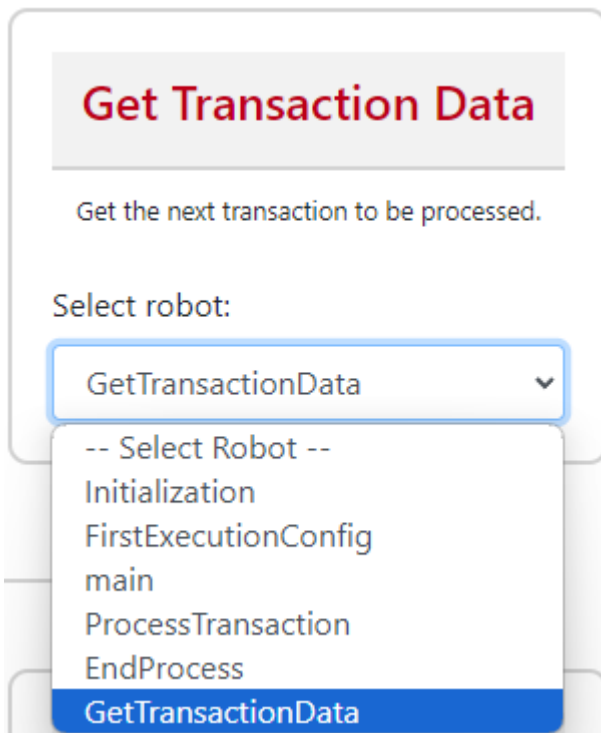 Get Transaction Data
Get the next transaction to be processed.
Select robot:
GetTransactionData
-- Select Robot --
Initialization
FirstExecutionConfig
main
ProcessTransaction
EndProcess
GetTransactionData